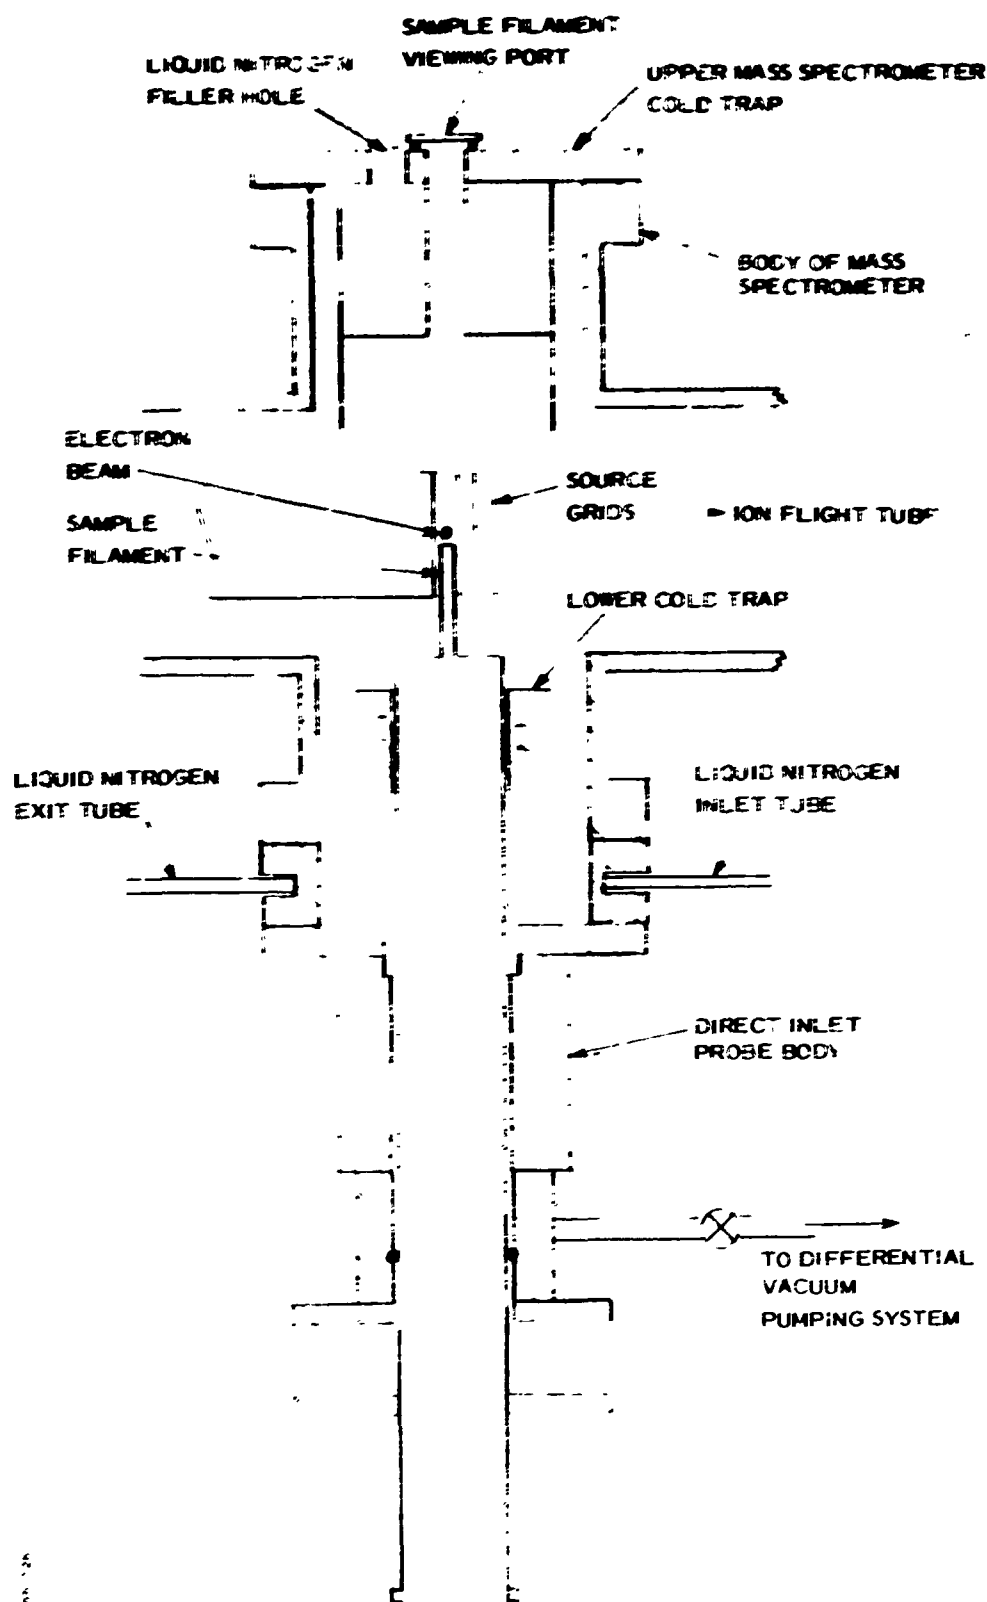 SAMPLE FILAMENT
VIEWING PORT
LIQUID NITROGEN
FILLER HOLE
UPPER MASS SPECTROMETER
COLD TRAP
BODY OF MASS
SPECTROMETER
ELECTRON
BEAM
SOURCE
GRIDS
ION FLIGHT TUBE
SAMPLE
FILAMENT
LOWER COLD TRAP
LIQUID NITROGEN
EXIT TUBE
LIQUID NITROGEN
INLET TUBE
DIRECT INLET
PROBE BODY
TO DIFFERENTIAL
VACUUM
PUMPING SYSTEM